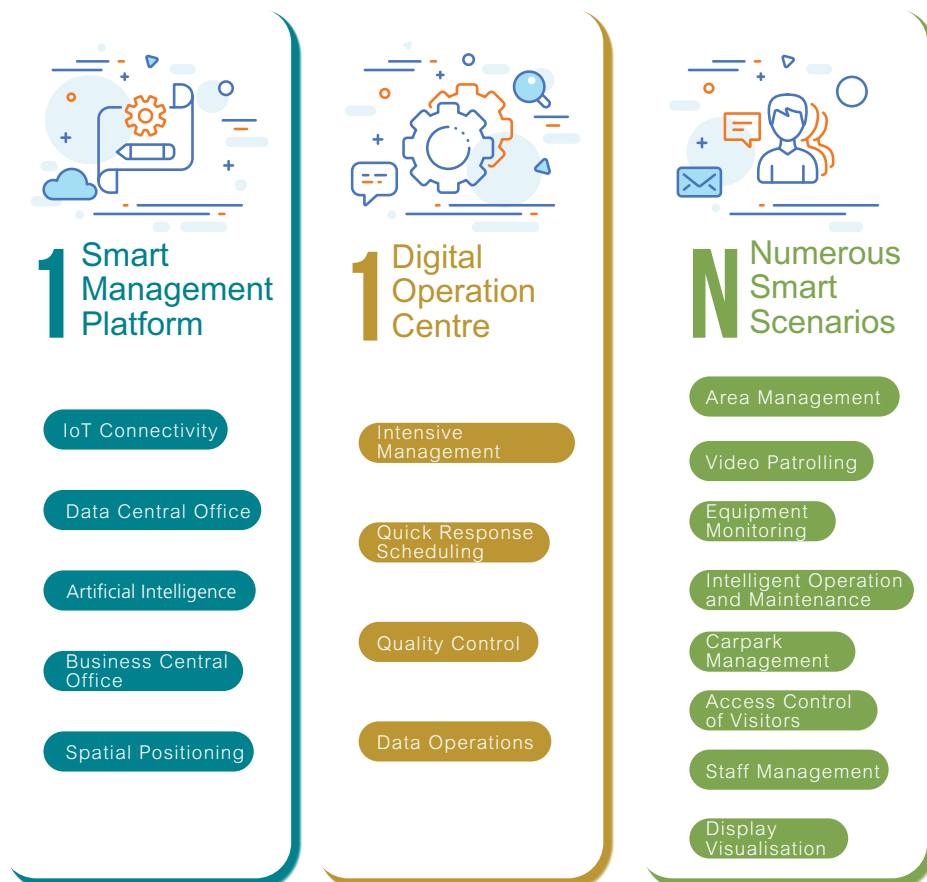 1
Smart
Management
Platform
IoT Connectivity
Data Central Office
Artificial Intelligence
Business Central
Office
Spatial Positioning
1
Digital
Operation
Centre
Intensive
Management
Quick Response
Scheduling
Quality Control
Data Operations
N
Numerous
Smart
Scenarios
Area Management
Video Patrolling
Equipment
Monitoring
Intelligent Operation
and Maintenance
Carpark
Management
Access Control
of Visitors
Staff Management
Display
Visualisation